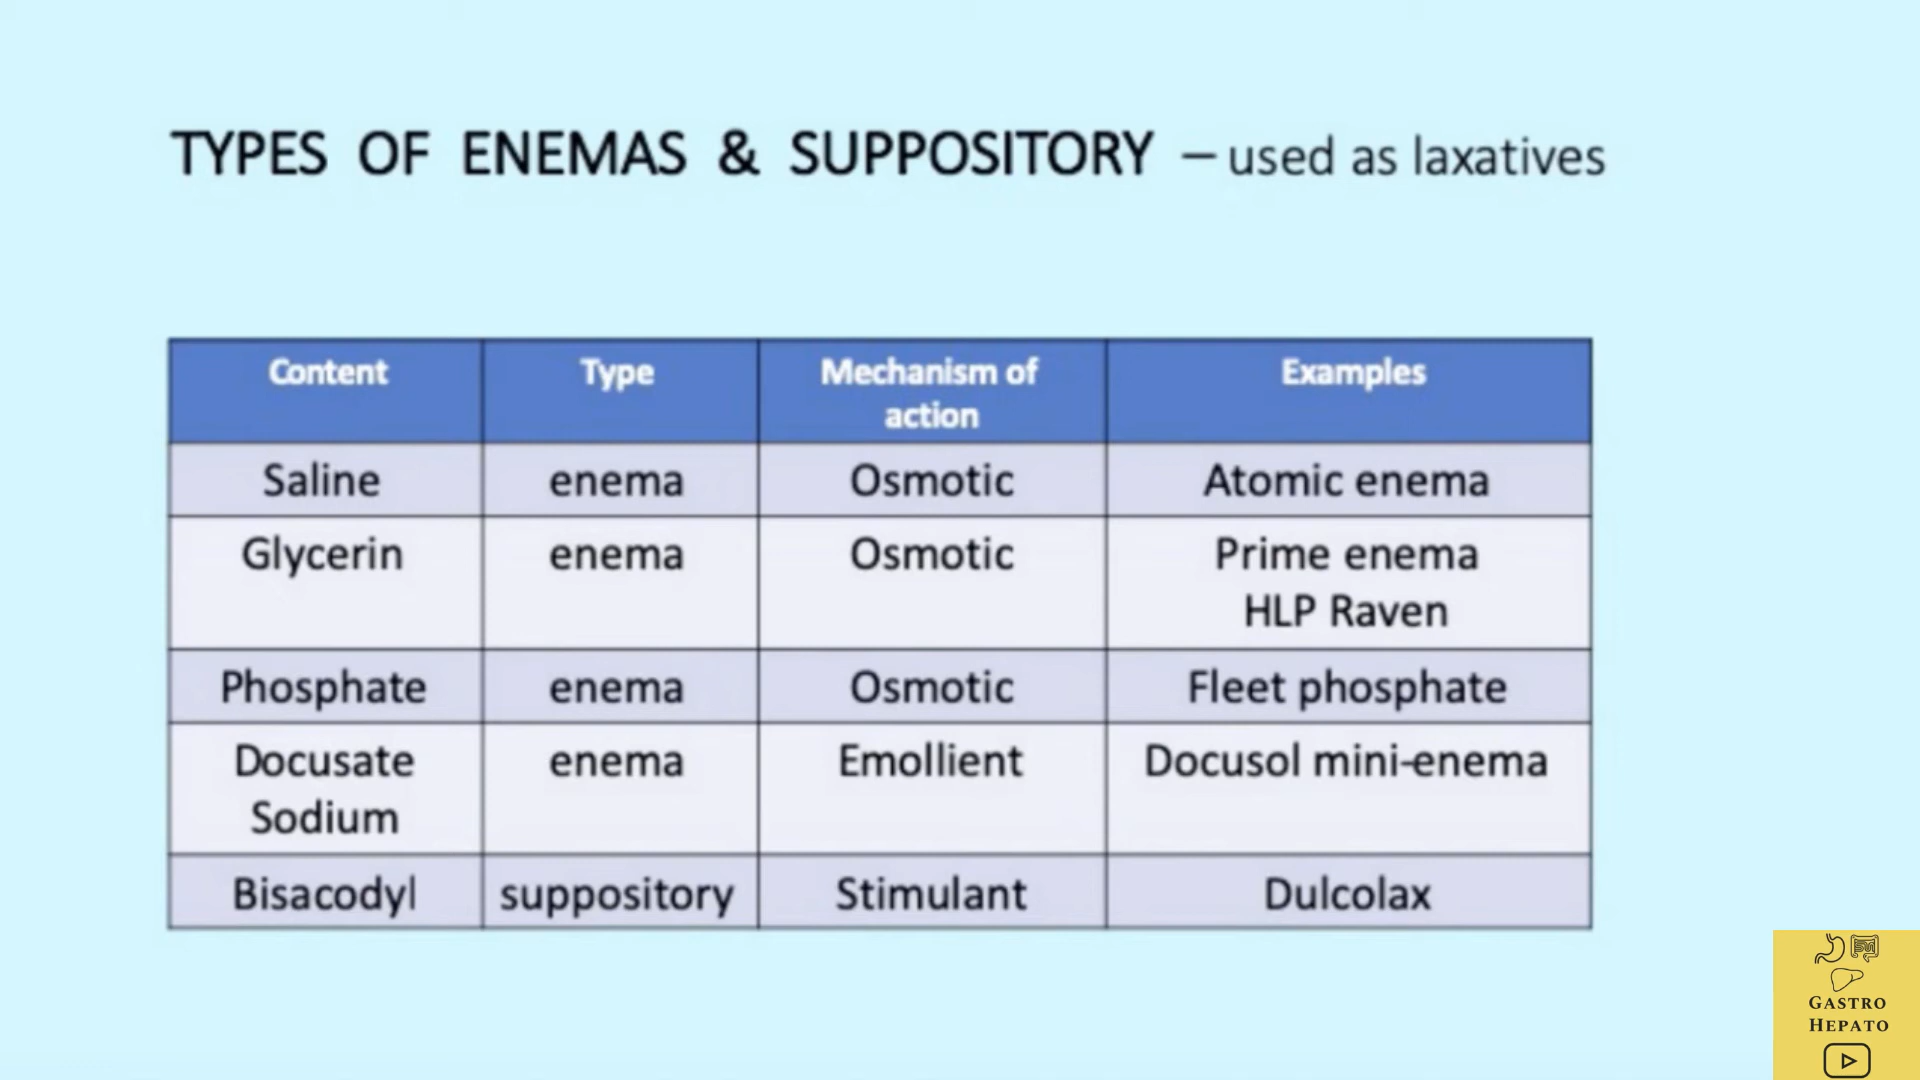 TYPES OF ENEMAS & SUPPOSITORY – used as laxatives
Content Type Mechanism of action Examples
Saline enema Osmotic Atomic enema
Glycerin enema Osmotic Prime enema
HLP Raven
Phosphate enema Osmotic Fleet phosphate
Docusate Sodium enema Emollient Docusol mini-enema
Bisacodyl suppository Stimulant Dulcolax
GASTRO
HEPATO